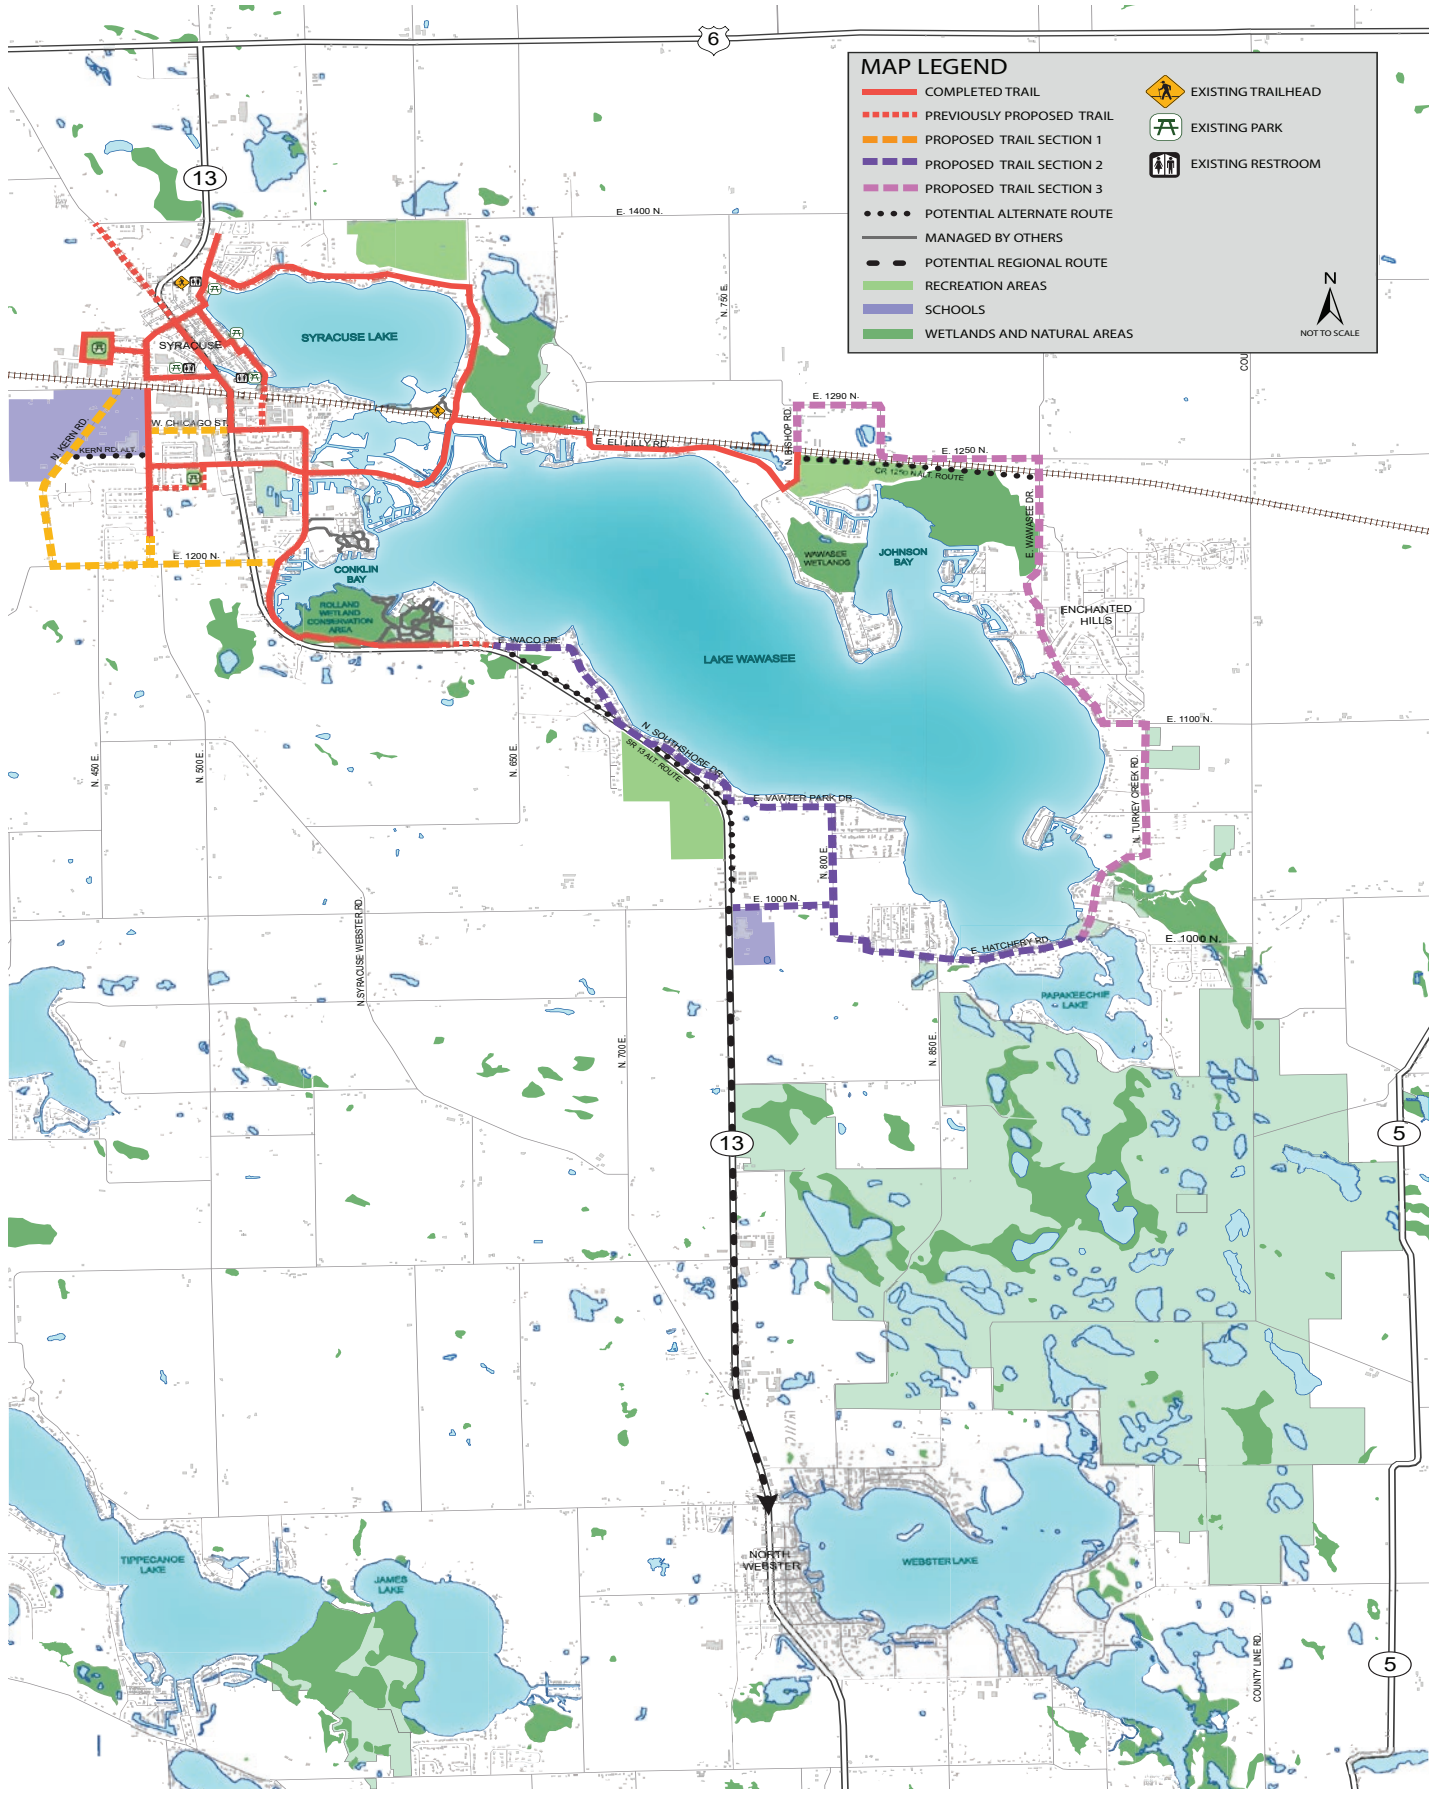 6
MAP LEGEND
COMPLETED TRAIL
PREVIOUSLY PROPOSED TRAIL
PROPOSED TRAIL SECTION 1
PROPOSED TRAIL SECTION 2
PROPOSED TRAIL SECTION 3
POTENTIAL ALTERNATE ROUTE
MANAGED BY OTHERS
POTENTIAL REGIONAL ROUTE
RECREATION AREAS
SCHOOLS
WETLANDS AND NATURAL AREAS
EXISTING TRAILHEAD
EXISTING PARK
EXISTING RESTROOM
N
NOT TO SCALE
13
E. 1400 N.
N. 750 E.
COU
SYRACUSE LAKE
SYRACUSE
E. 1290 N.
N. BISHOP RD.
W. CHICAGO ST.
N. KERN RD.
KERN RD. ALT.
E. ELI LILLY RD.
E. 1250 N.
CR 1250 N ALT. ROUTE
E. WAWASEE DR.
WAWASEE
WETLANDS
JOHNSON
BAY
E. 1200 N.
CONKLIN
BAY
ROLLAND
WETLAND
CONSERVATION
AREA
ENCHANTED
HILLS
E. WACO DR.
LAKE WAWASEE
E. 1100 N.
N. SOUTHSHORE DR.
SR 13 ALT. ROUTE
N. 450 E.
N. 500 E.
N. 650 E.
N. TURKEY CREEK RD.
E. VAWTER PARK DR.
N. 800 E.
E. 1000 N.
N.SYRACUSE WEBSTER RD.
E. HATCHERY RD.
E. 1000 N.
PAPAKEECHIE
LAKE
N. 700 E.
N. 850 E.
13
5
NORTH
WEBSTER
WEBSTER LAKE
TIPPECANOE
LAKE
JAMES
LAKE
COUNTY LINE RD.
5